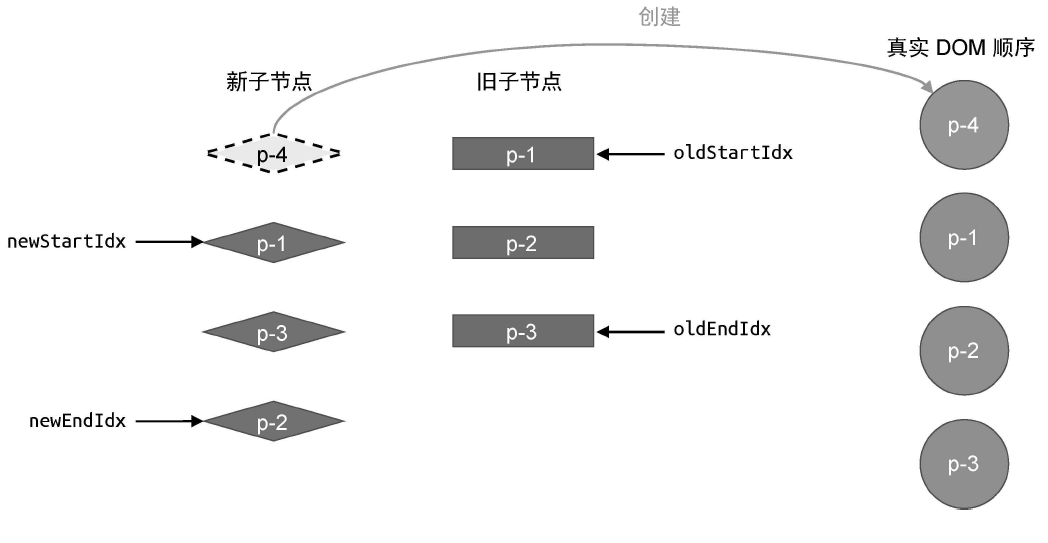 创建
真实 DOM 顺序
新子节点
旧子节点
p-4
p-4
p-1
oldStartIdx
newStartIdx
p-1
p-2
p-1
p-3
p-3
oldEndIdx
p-2
newEndIdx
p-2
p-3